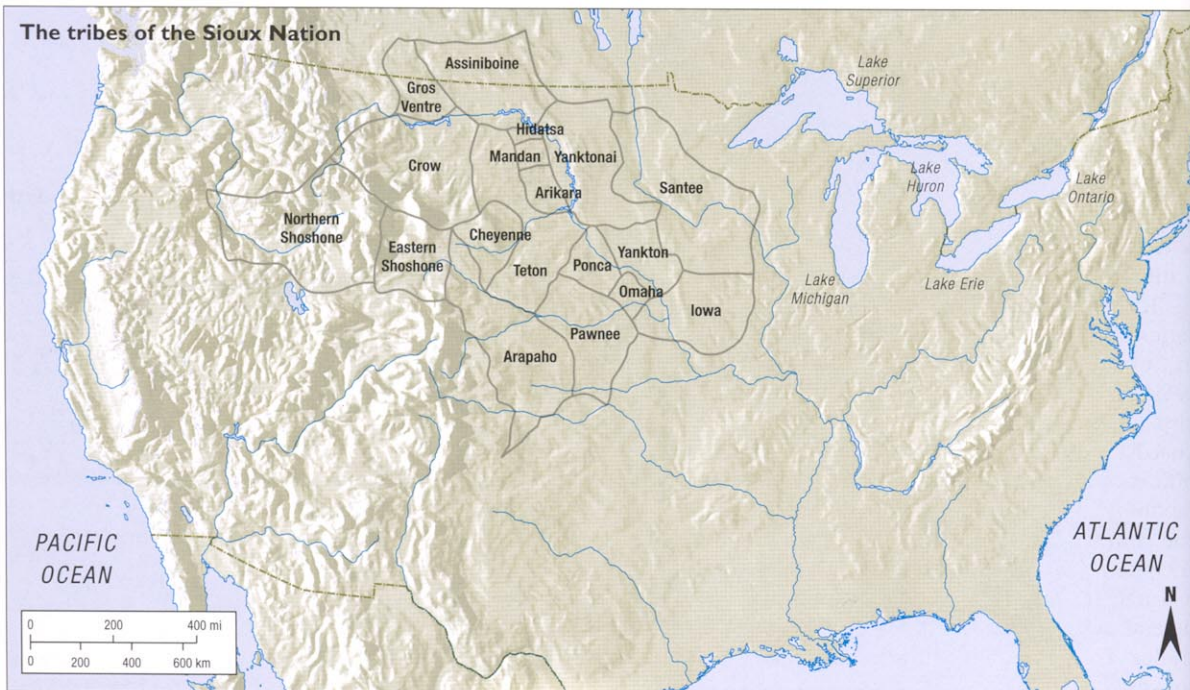 The tribes of the Sioux Nation
Assiniboine
Gros
Ventre
Hidatsa
Mandan
Yanktonai
Crow
Arikara
Santee
Northern
Shoshone
Eastern
Shoshone
Cheyenne
Teton
Ponca
Yankton
Omaha
Iowa
Pawnee
Arapaho
Lake
Superior
Lake
Huron
Lake
Ontario
Lake
Michigan
Lake Erie
PACIFIC
OCEAN
ATLANTIC
OCEAN
N
0 200 400 mi
0 200 400 600 km